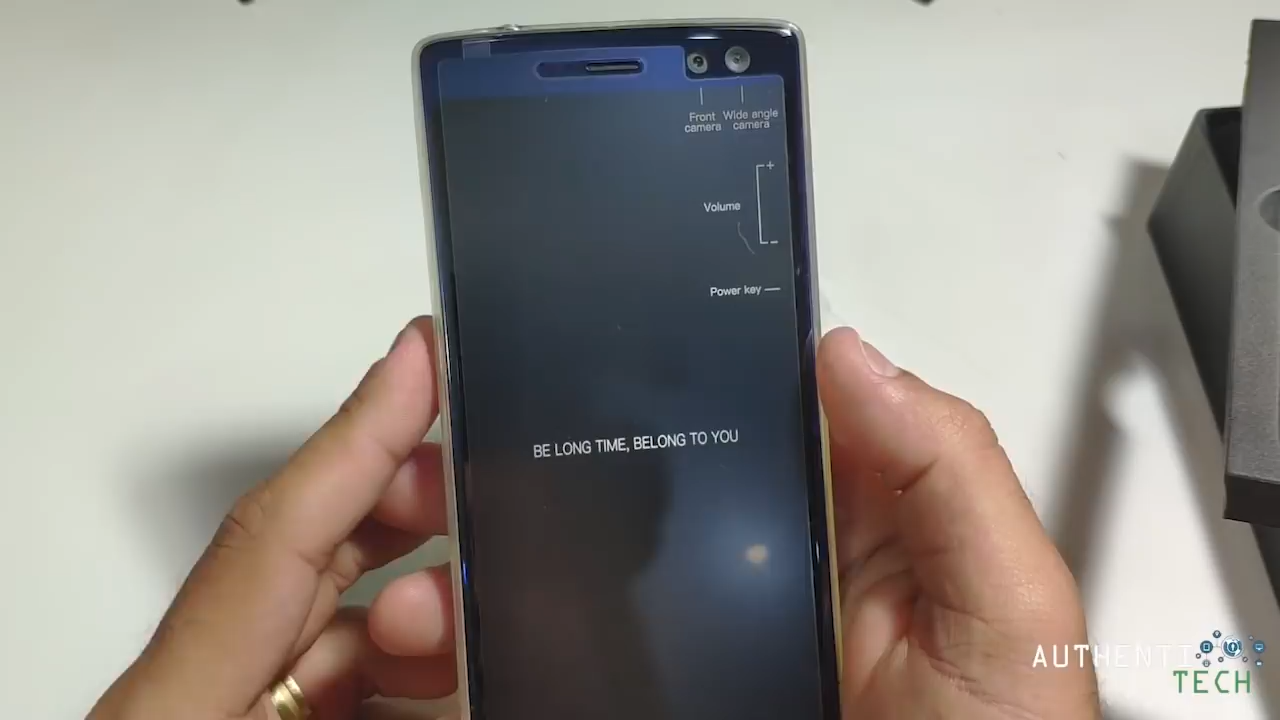 Front
camera
Wide angle
camera
+
Volume
−
Power key
BE LONG TIME, BELONG TO YOU
AUTHENTI
TECH